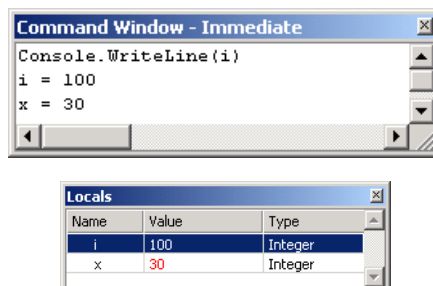 Command Window - Immediate
Console.WriteLine(i)
i = 100
x = 30
Locals
Name Value Type
i 100 Integer
x 30 Integer